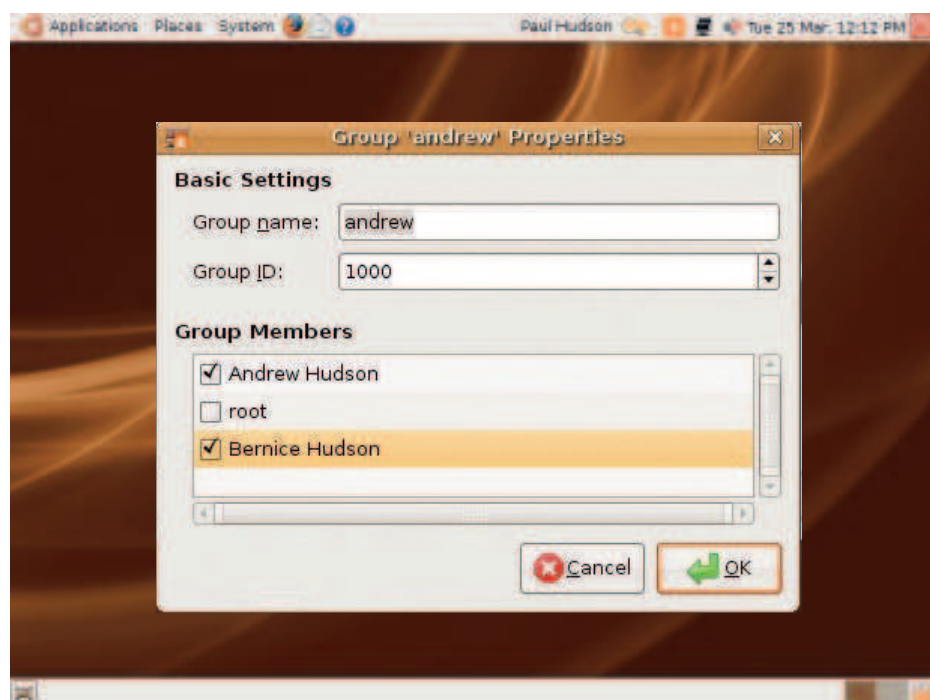 Applications Places System
Paul Hudson Tue 25 Mar, 12:12 PM
Group 'andrew' Properties
Basic Settings
Group name: andrew
Group ID: 1000
Group Members
Andrew Hudson
root
Bernice Hudson
Cancel OK